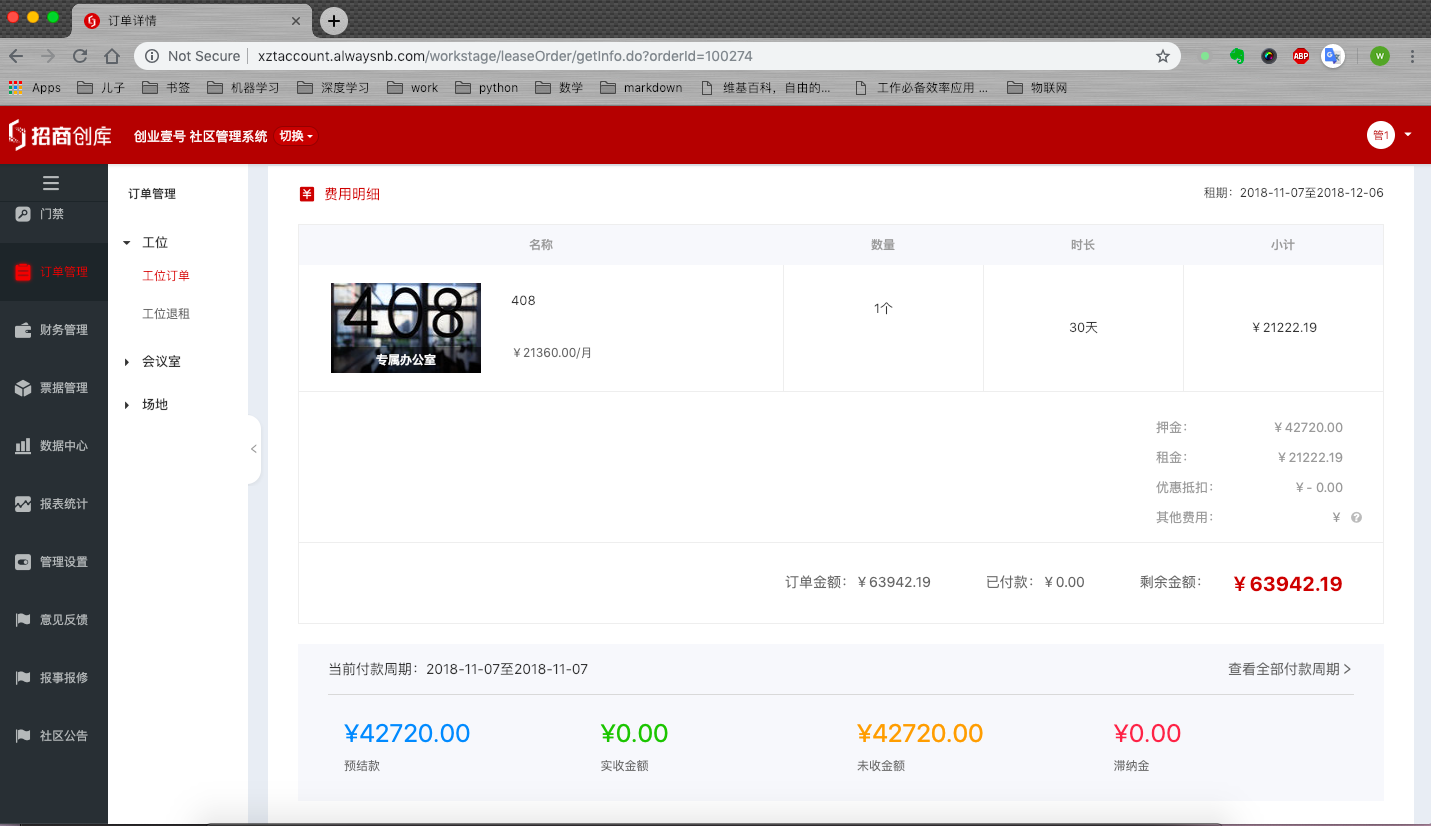 订单详情
Not Secure xztaccount.alwaysnb.com/workstage/leaseOrder/getInfo.do?orderId=100274
ABP
W
Apps 儿子 书签 机器学习 深度学习 work python 数学 markdown 维基百科，自由的... 工作必备效率应用 ... 物联网
招商创库 创业壹号 社区管理系统 切换 管1
门禁
订单管理
财务管理
票据管理
数据中心
报表统计
管理设置
意见反馈
报事报修
社区公告
订单管理
工位
工位订单
工位退租
会议室
场地
费用明细 租期：2018-11-07至2018-12-06
名称 数量 时长 小计
408
专属办公室
408
￥21360.00/月
1个
30天
￥21222.19
押金： ￥42720.00
租金： ￥21222.19
优惠抵扣： ￥- 0.00
其他费用： ￥ ?
订单金额：￥63942.19 已付款：￥0.00 剩余金额： ￥63942.19
当前付款周期：2018-11-07至2018-11-07 查看全部付款周期
¥42720.00 ¥0.00 ¥42720.00 ¥0.00
预结款 实收金额 未收金额 滞纳金